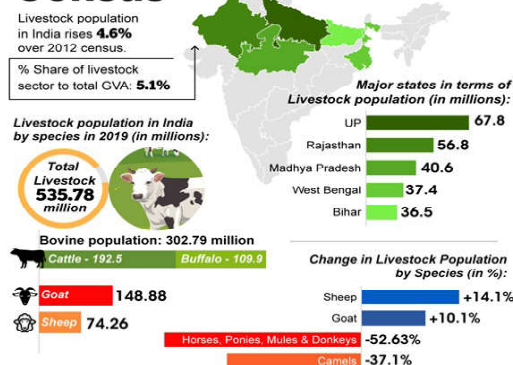 Census
Livestock population
in India rises 4.6%
over 2012 census.
% Share of livestock
sector to total GVA: 5.1%
Major states in terms of
Livestock population (in millions):
UP 67.8
Rajasthan 56.8
Madhya Pradesh 40.6
West Bengal 37.4
Bihar 36.5
Livestock population in India
by species in 2019 (in millions):
Total
Livestock
535.78
million
Bovine population: 302.79 million
Cattle - 192.5 Buffalo - 109.9
Goat 148.88
Sheep 74.26
Change in Livestock Population
by Species (in %):
Sheep +14.1%
Goat +10.1%
Horses, Ponies, Mules & Donkeys -52.63%
Camels -37.1%